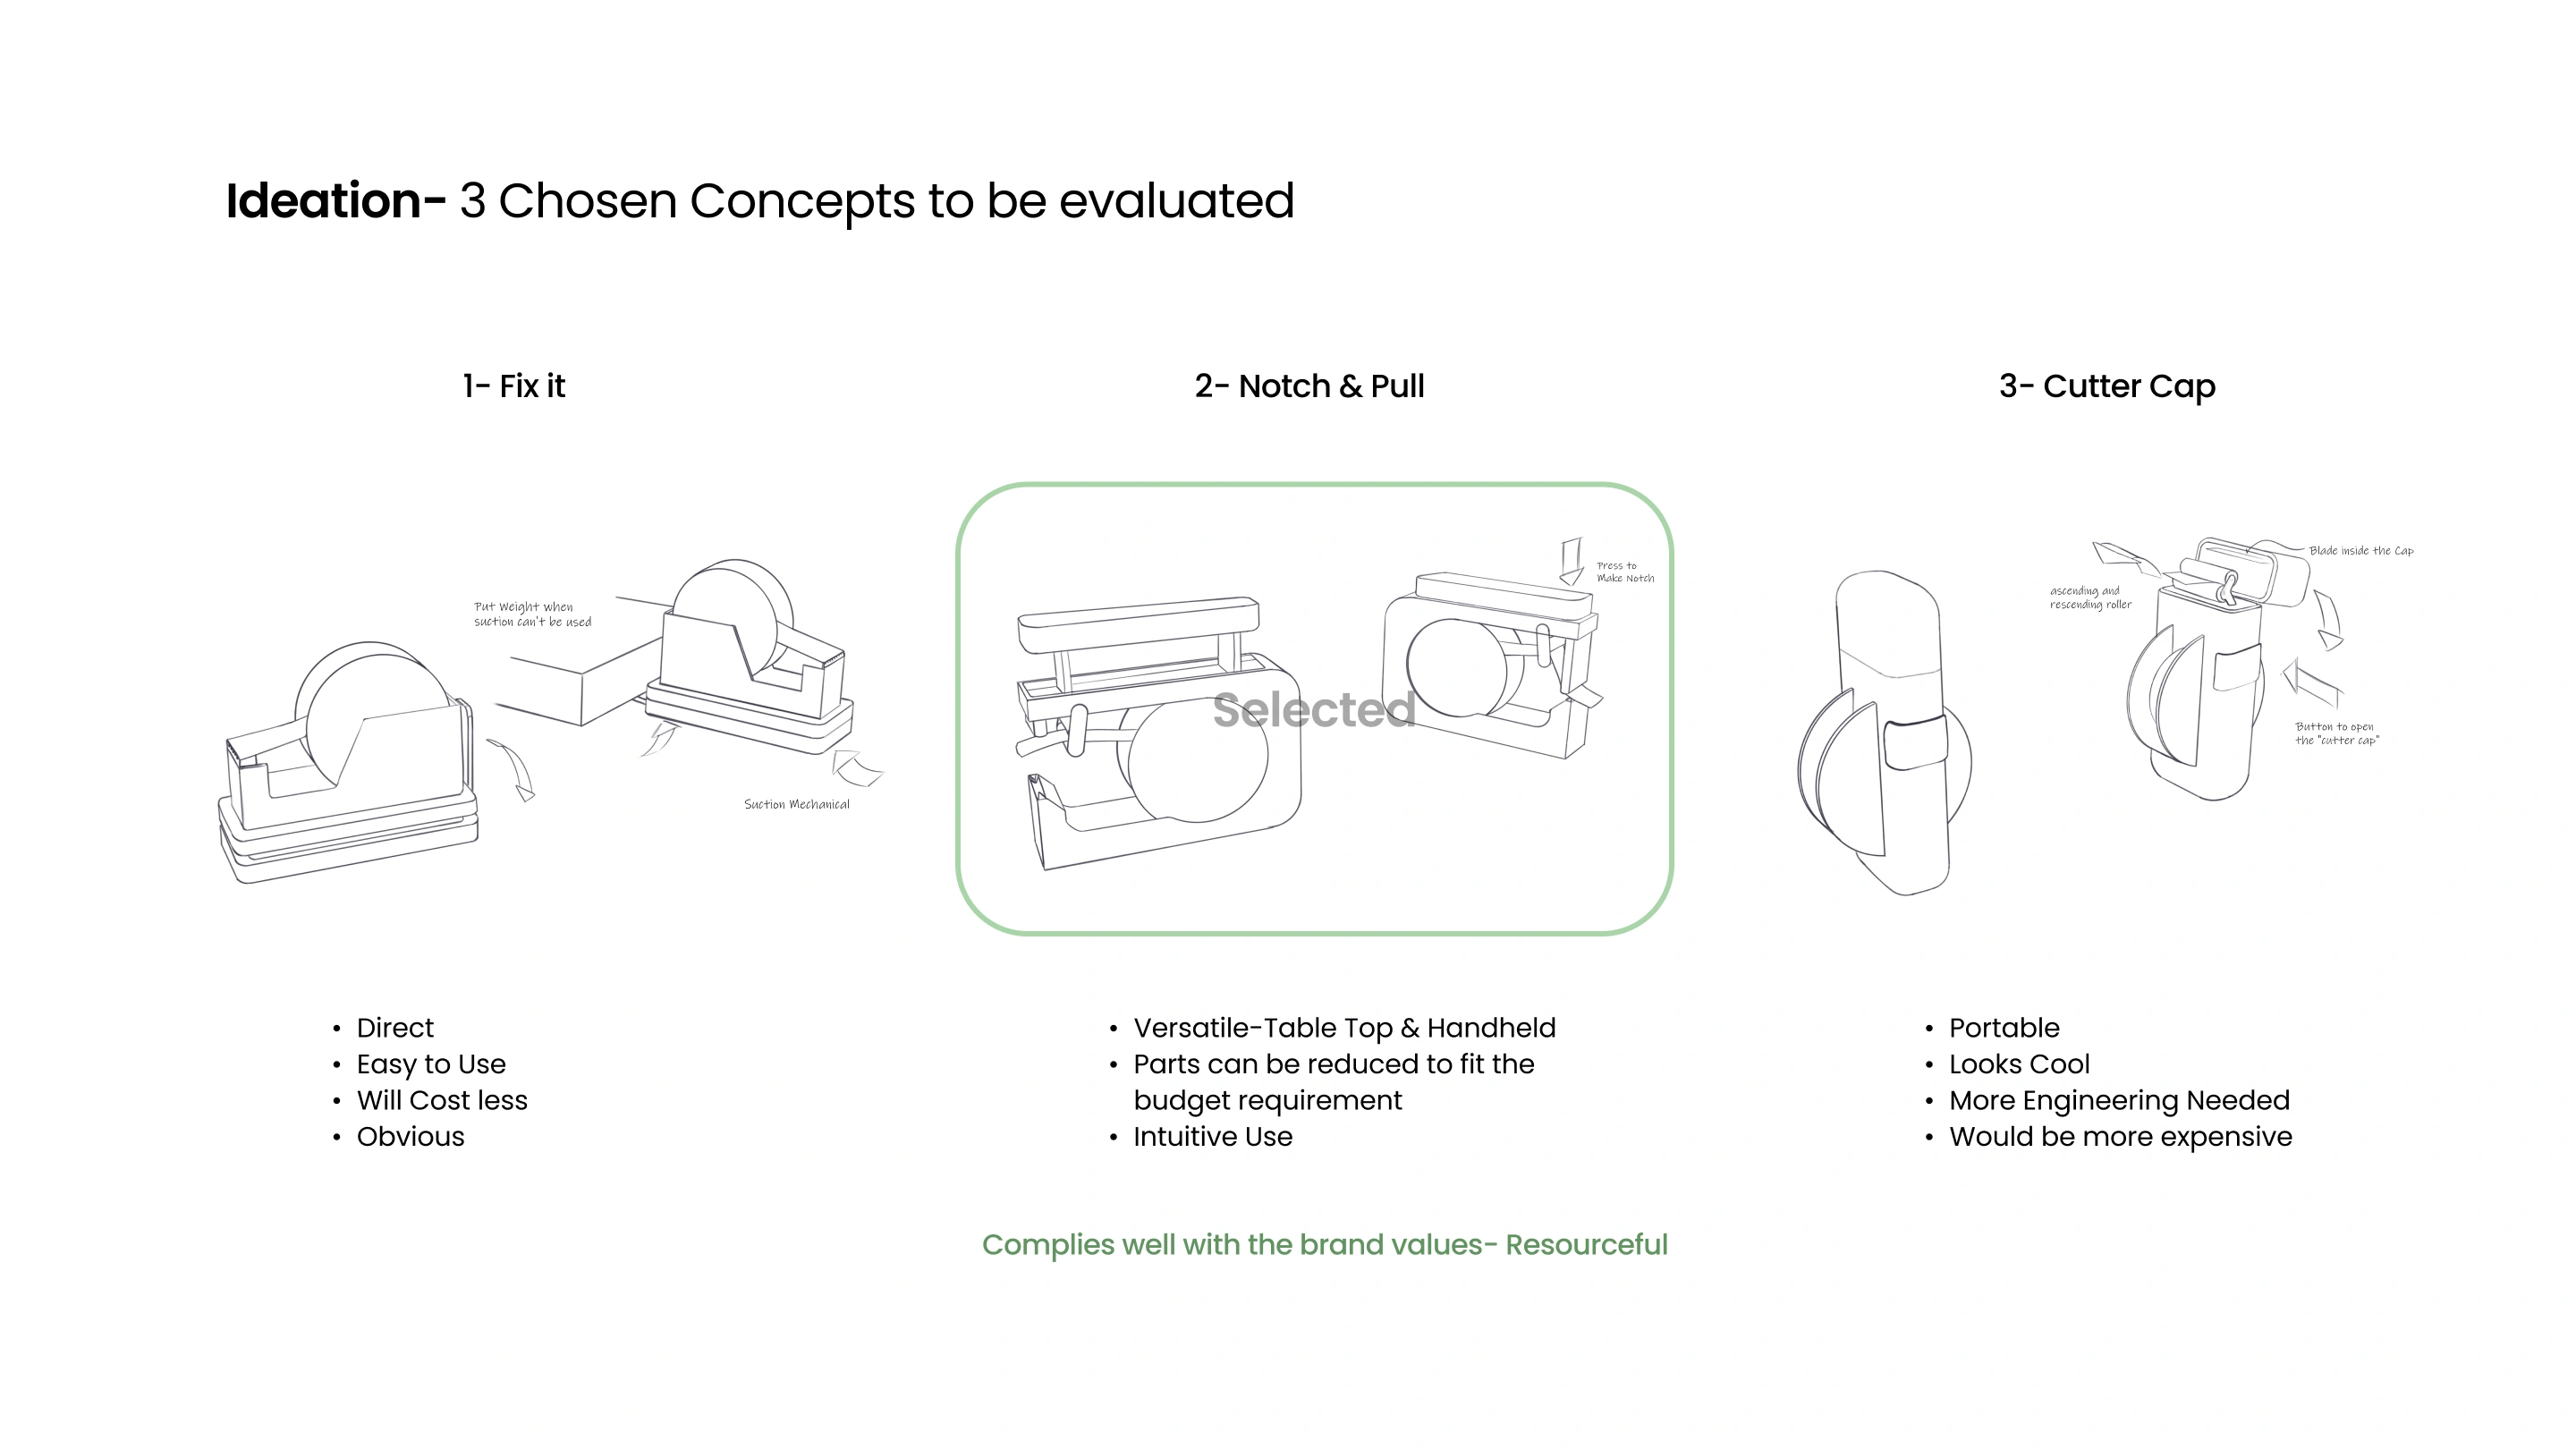 Ideation- 3 Chosen Concepts to be evaluated
1- Fix it
2- Notch & Pull
3- Cutter Cap
Put Weight when
suction can't be used
Suction Mechanical
Press to
Make Notch
Selected
Blade inside the Cap
ascending and
rescending roller
Button to open
the "cutter cap"
• Direct
• Easy to Use
• Will Cost less
• Obvious
• Versatile-Table Top & Handheld
• Parts can be reduced to fit the
budget requirement
• Intuitive Use
• Portable
• Looks Cool
• More Engineering Needed
• Would be more expensive
Complies well with the brand values- Resourceful